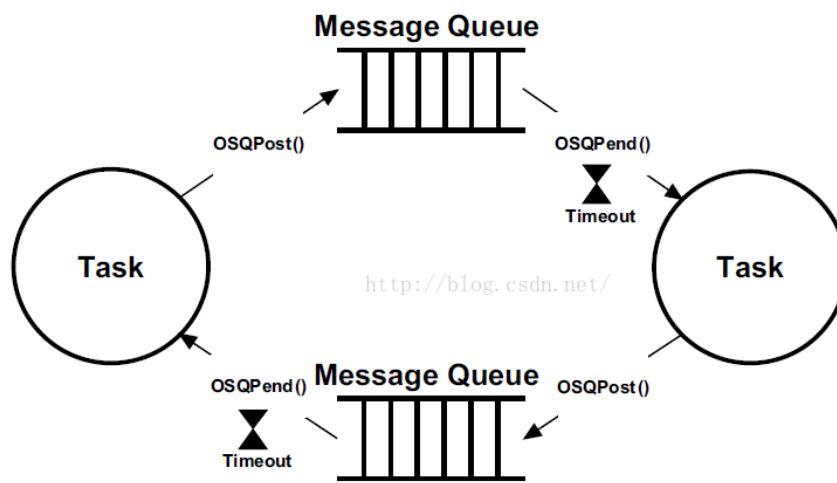 Message Queue
OSQPost()
OSQPend()
Timeout
Task
Task
http://blog.csdn.net/
Message Queue
OSQPend()
OSQPost()
Timeout